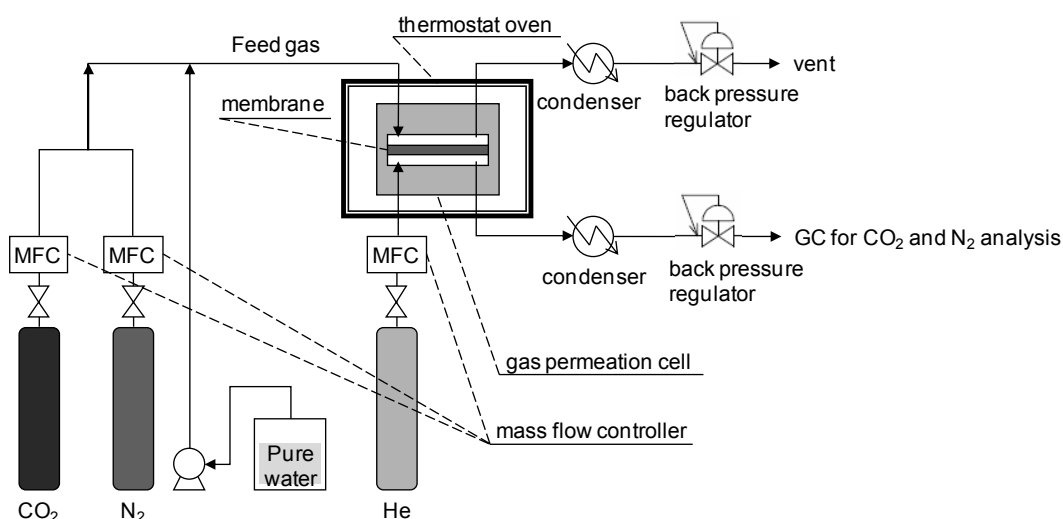 thermostat oven
Feed gas
vent
membrane
condenser
back pressure
regulator
MFC
MFC
MFC
GC for CO₂ and N₂ analysis
condenser
back pressure
regulator
gas permeation cell
mass flow controller
Pure
water
CO₂
N₂
He